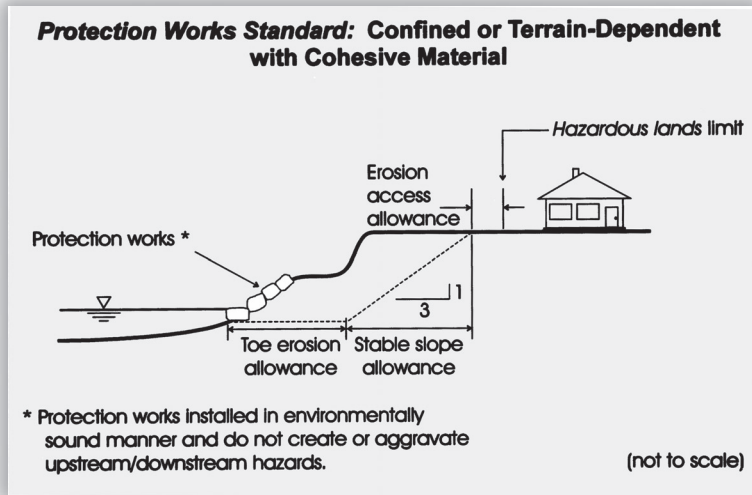 Protection Works Standard: Confined or Terrain-Dependent
with Cohesive Material
Hazardous lands limit
Erosion
access
allowance
Protection works *
1
3
Toe erosion
allowance
Stable slope
allowance
* Protection works installed in environmentally
sound manner and do not create or aggravate
upstream/downstream hazards.
(not to scale)